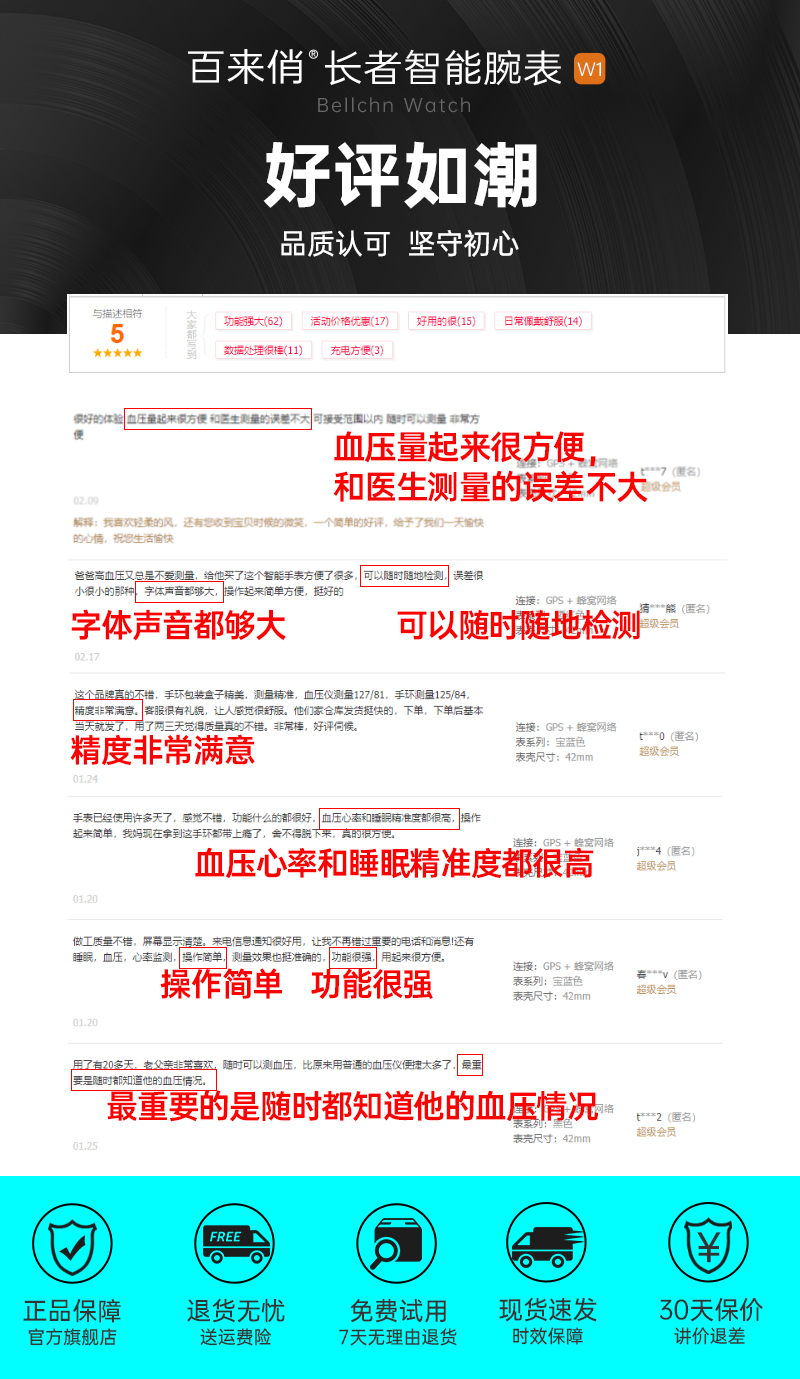 百来俏®长者智能腕表 W1
Bellchn Watch
好评如潮
品质认可 坚守初心
与描述相符
5
大家都写到
功能强大(62)
活动价格优惠(17)
好用的很(15)
日常佩戴舒服(14)
数据处理很棒(11)
充电方便(3)
很好的体验 血压量起来很方便 和医生测量的误差不大 可接受范围以内 随时可以测量 非常方
便
血压量起来很方便，
和医生测量的误差不大
连接：GPS + 蜂窝网络
t***7（匿名）
超级会员
02.09
解释：我喜欢轻柔的风，还有您收到宝贝时候的微笑，一个简单的好评，给予了我们一天愉快
的心情，祝您生活愉快
爸爸高血压又总是不爱测量，给他买了这个智能手表方便了很多，可以随时随地检测，误差很
小很小的那种，字体声音都够大，操作起来简单方便，挺好的
字体声音都够大
可以随时随地检测
连接：GPS + 蜂窝网络
猜***熊（匿名）
超级会员
02.17
这个品牌真的不错，手环包装盒子精美，测量精准，血压仪测量127/81，手环测量125/84，
精度非常满意。客服很有礼貌，让人感觉很舒服。他们家仓库发货挺快的，下单，下单后基本
当天就发了，用了两三天觉得质量真的不错。非常棒，好评伺候。
精度非常满意
连接：GPS + 蜂窝网络
表系列：宝蓝色
表壳尺寸：42mm
t***0（匿名）
超级会员
01.24
手表已经使用许多天了，感觉不错，功能什么的都很好，血压心率和睡眠精准度都很高，操作
起来简单，我妈现在拿到这手环都带上瘾了，舍不得脱下来，真的很方便。
血压心率和睡眠精准度都很高
连接：GPS + 蜂窝网络
j***4（匿名）
超级会员
01.20
做工质量不错，屏幕显示清楚。来电信息通知很好用，让我不再错过重要的电话和消息!还有
睡眠，血压，心率监测，操作简单，测量效果也挺准确的，功能很强，用起来很方便。
操作简单 功能很强
连接：GPS + 蜂窝网络
表系列：宝蓝色
表壳尺寸：42mm
春***v（匿名）
超级会员
01.20
用了有20多天，老父亲非常喜欢，随时可以测血压，比原来用普通的血压仪便捷太多了，最重
要是随时都知道他的血压情况。
最重要的是随时都知道他的血压情况
表系列：黑色
表壳尺寸：42mm
t***2（匿名）
超级会员
01.25
FREE
正品保障
官方旗舰店
退货无忧
送运费险
免费试用
7天无理由退货
现货速发
时效保障
¥
30天保价
讲价退差